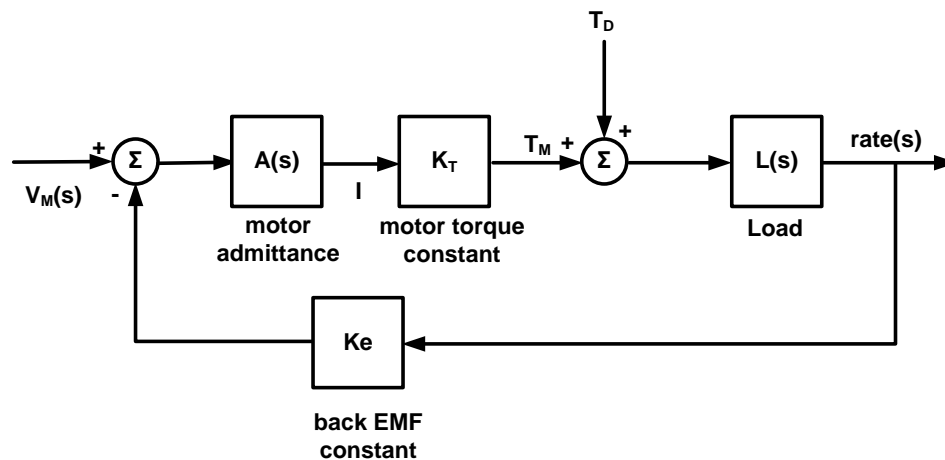 T_D
+
Σ
A(s)
K_T
T_M +
+
Σ
L(s)
rate(s)
V_M(s)
-
I
motor
admittance
motor torque
constant
Load
Ke
back EMF
constant